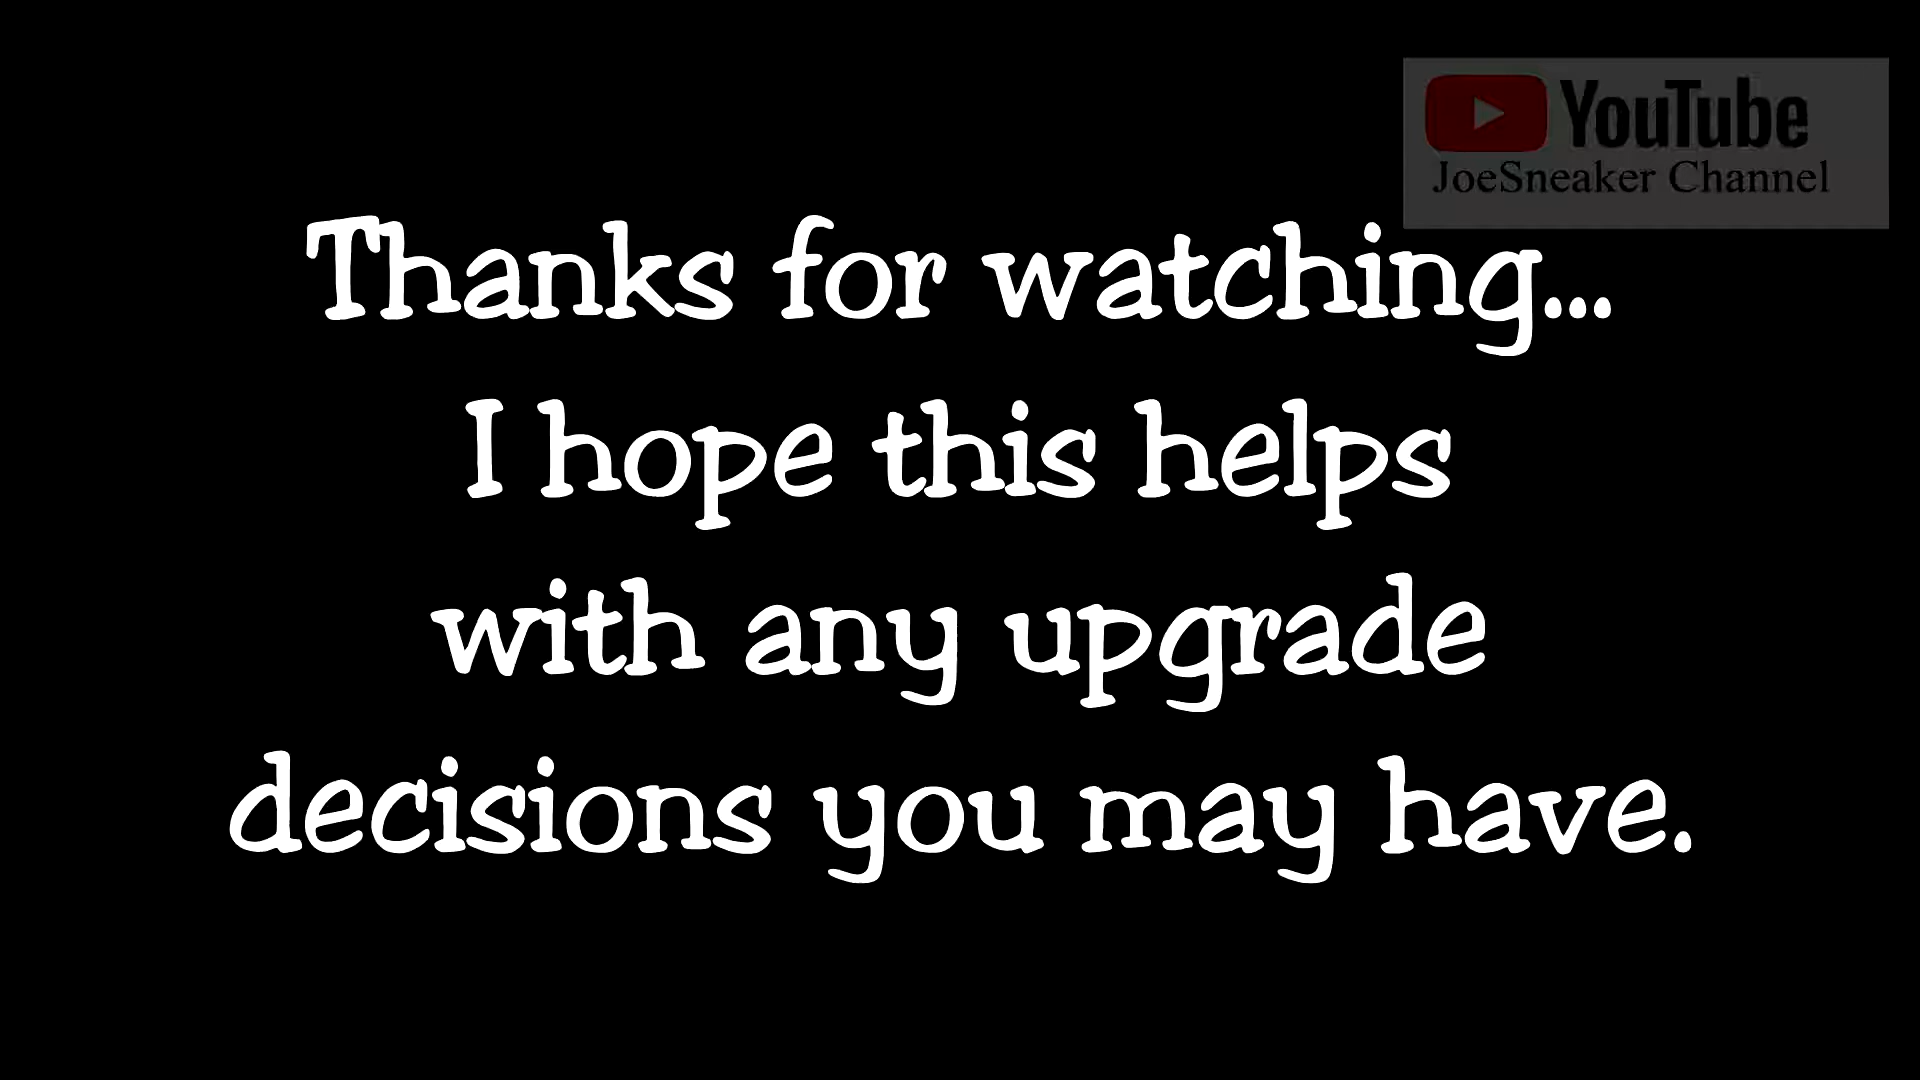 YouTube
JoeSneaker Channel
Thanks for watching...
I hope this helps
with any upgrade
decisions you may have.